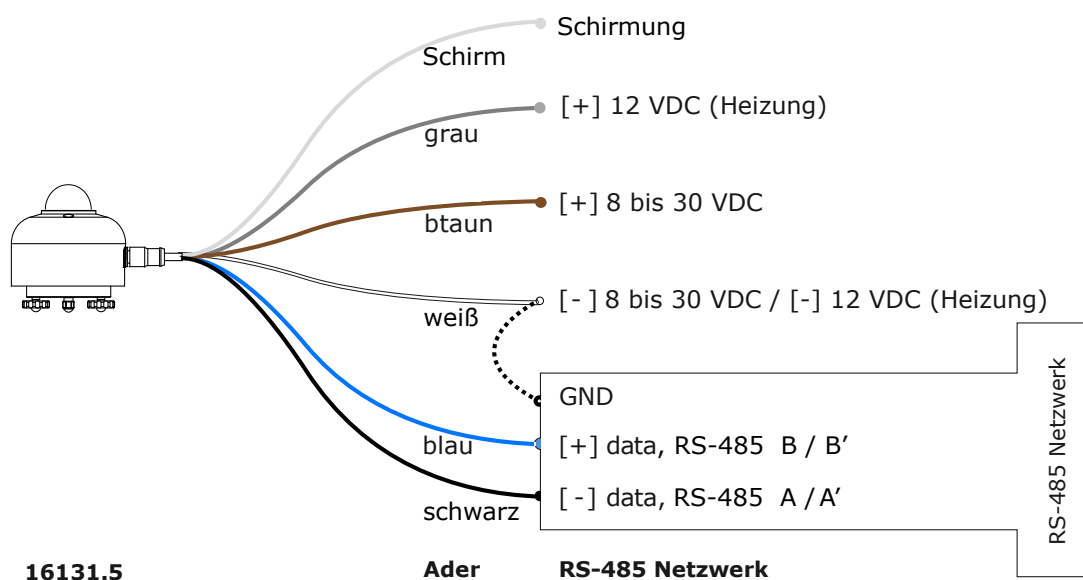 Schirm Schirmung
grau [+] 12 VDC (Heizung)
btaun [+] 8 bis 30 VDC
weiß [-] 8 bis 30 VDC / [-] 12 VDC (Heizung)
GND
blau [+] data, RS-485 B / B’
schwarz [-] data, RS-485 A / A’
RS-485 Netzwerk
16131.5 Ader RS-485 Netzwerk